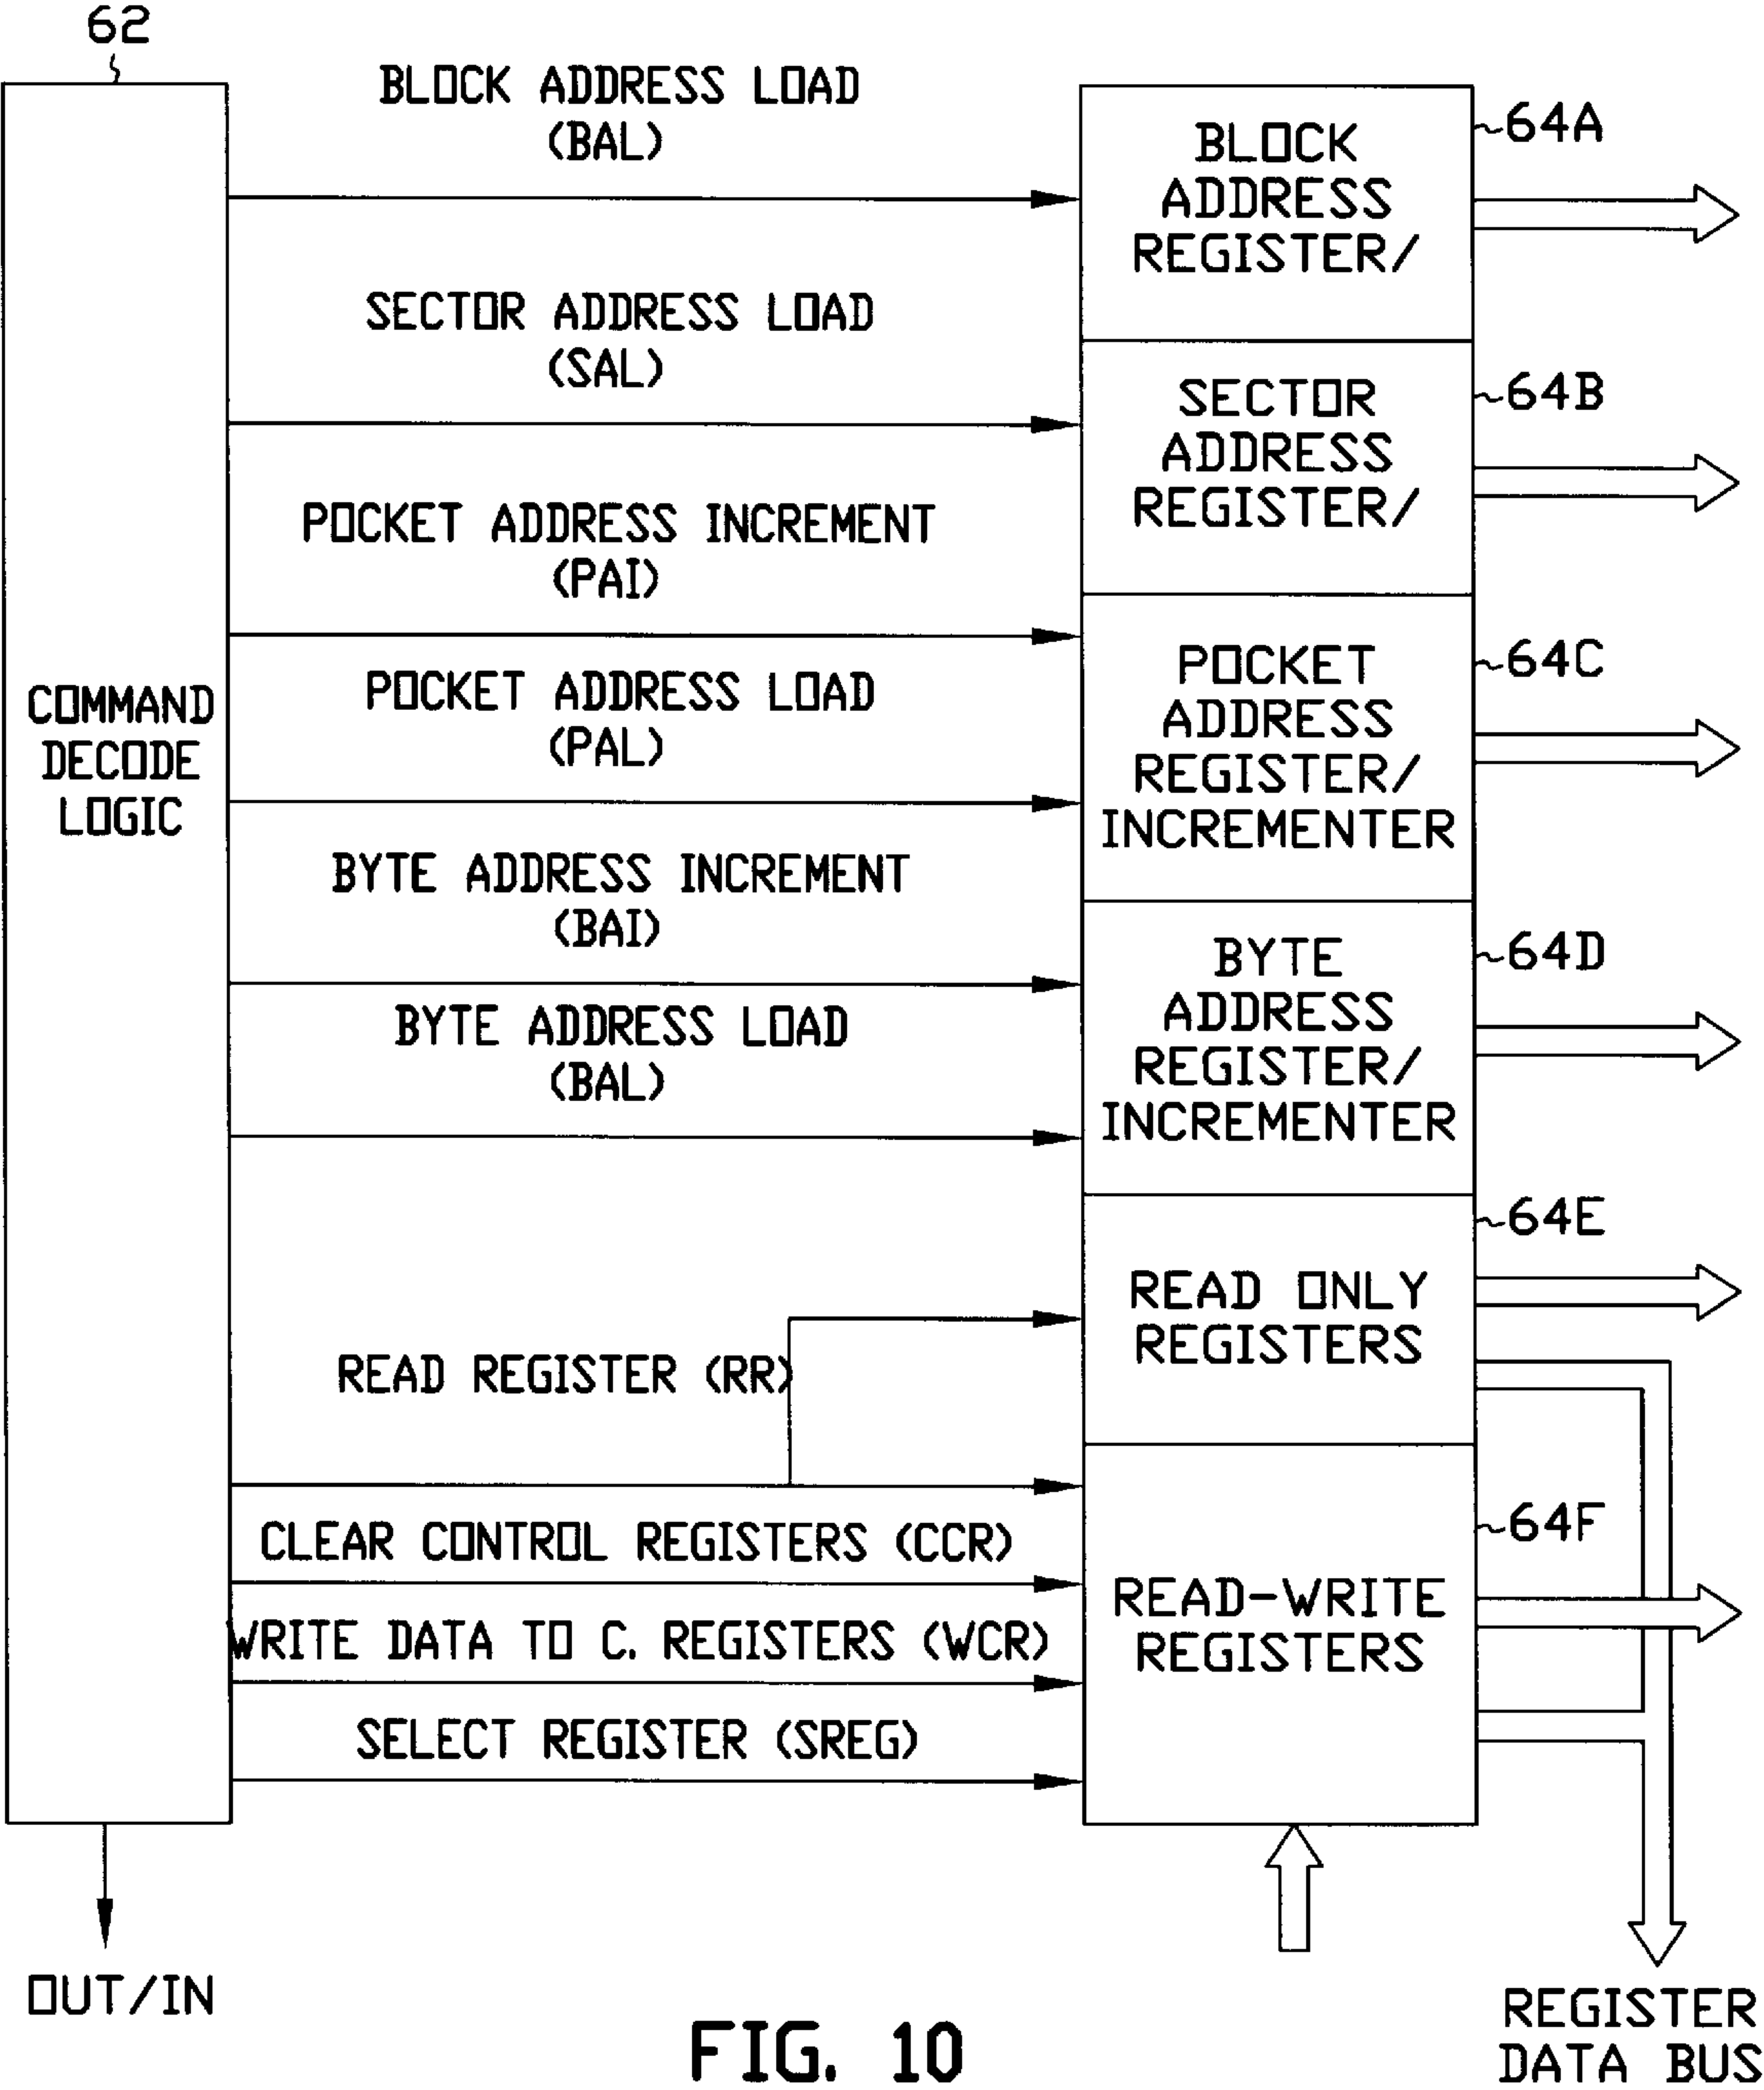 62
BLOCK ADDRESS LOAD
(BAL)
SECTOR ADDRESS LOAD
(SAL)
POCKET ADDRESS INCREMENT
(PAI)
POCKET ADDRESS LOAD
(PAL)
BYTE ADDRESS INCREMENT
(BAI)
BYTE ADDRESS LOAD
(BAL)
READ REGISTER (RR)
CLEAR CONTROL REGISTERS (CCR)
WRITE DATA TO C. REGISTERS (WCR)
SELECT REGISTER (SREG)
COMMAND
DECODE
LOGIC
OUT/IN
BLOCK
ADDRESS
REGISTER/
64A
SECTOR
ADDRESS
REGISTER/
64B
POCKET
ADDRESS
REGISTER/
INCREMENTER
64C
BYTE
ADDRESS
REGISTER/
INCREMENTER
64D
READ ONLY
REGISTERS
64E
READ-WRITE
REGISTERS
64F
REGISTER
DATA BUS
FIG. 10